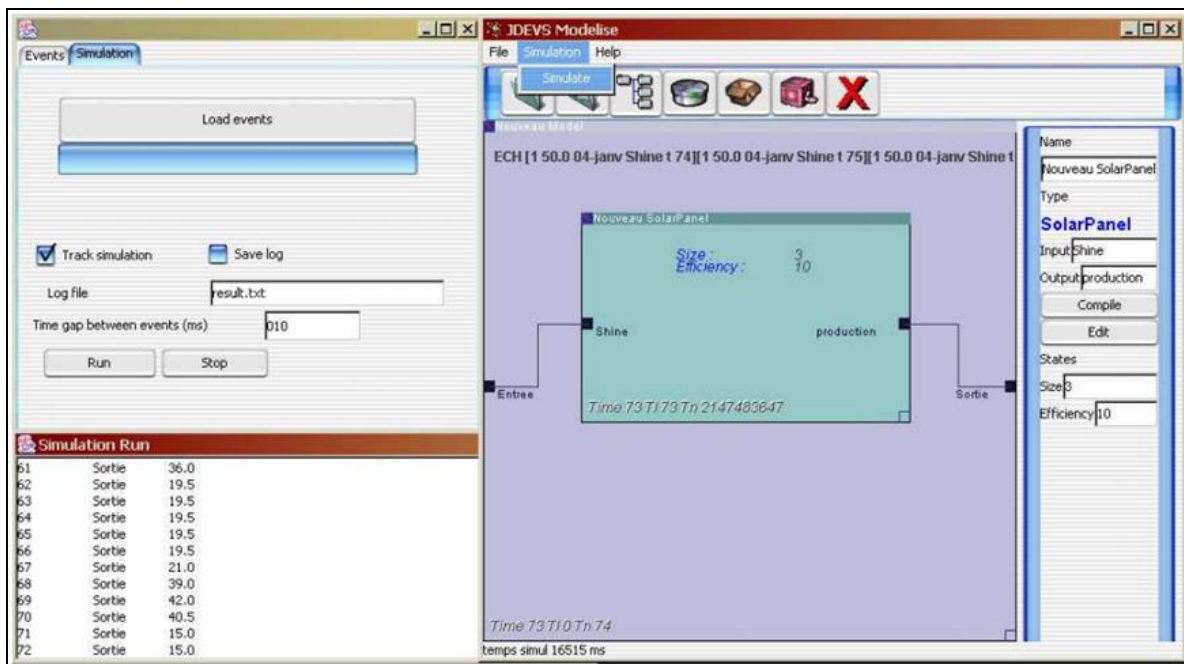 Events Simulation
Load events
Track simulation Save log
Log file result.txt
Time gap between events (ms) 010
Run Stop
Simulation Run
61 Sortie 36.0
62 Sortie 19.5
63 Sortie 19.5
64 Sortie 19.5
65 Sortie 19.5
66 Sortie 19.5
67 Sortie 21.0
68 Sortie 39.0
69 Sortie 42.0
70 Sortie 40.5
71 Sortie 15.0
72 Sortie 15.0
JDEVS Modelise
File Simulation Help
Simulate
Nouveau Model
ECH [1 50.0 04-janv Shine t 74][1 50.0 04-janv Shine t 75][1 50.0 04-janv Shine t
Nouveau SolarPanel
Size : 3
Efficiency : 10
Shine production
Entree Sortie
Time 73 Tl 73 Tn 2147483647
Time 73 Tl 0 Tn 74
temps simul 16515 ms
Name
Nouveau SolarPanel
Type
SolarPanel
Input Shine
Output production
Compile
Edit
States
Size 3
Efficiency 10